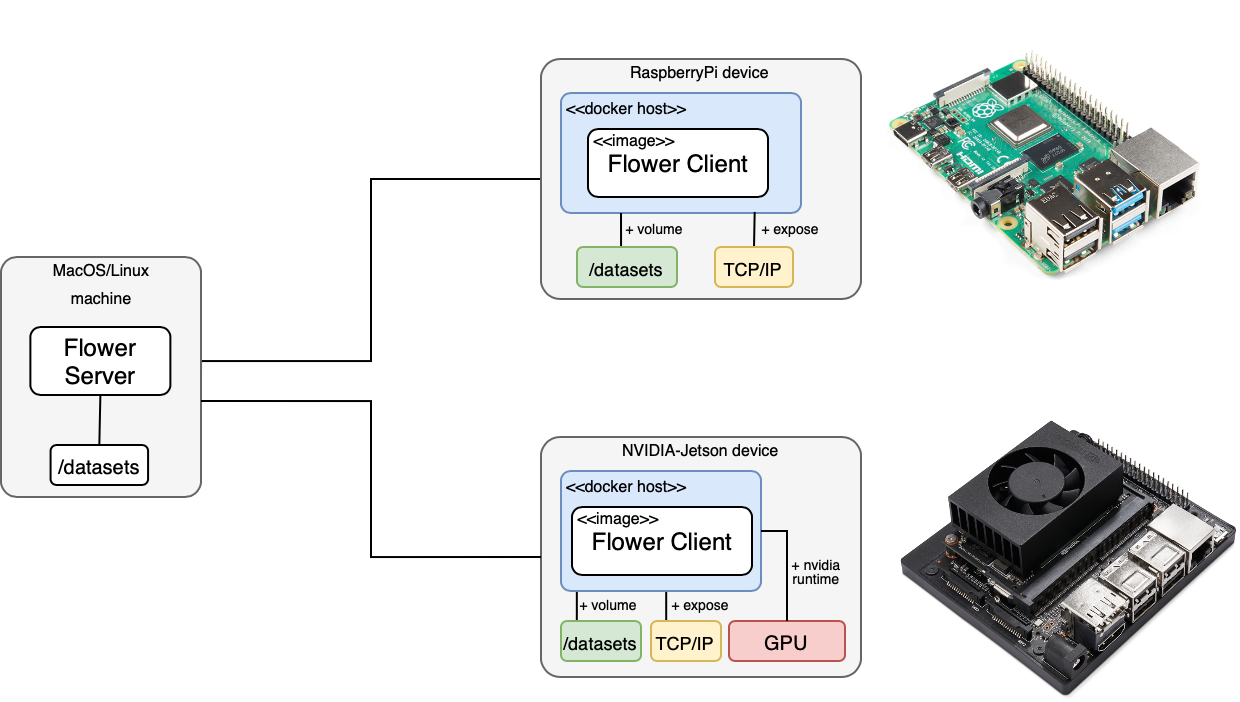 MacOS/Linux
machine
Flower
Server
/datasets
RaspberryPi device
<<docker host>>
<<image>>
Flower Client
+ volume
+ expose
/datasets
TCP/IP
HDMI
NVIDIA-Jetson device
<<docker host>>
<<image>>
Flower Client
+ nvidia
runtime
+ volume
+ expose
/datasets
TCP/IP
GPU